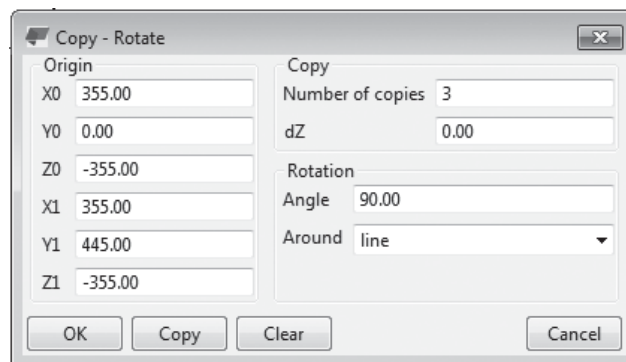 Copy - Rotate
Origin
X0 355.00
Y0 0.00
Z0 -355.00
X1 355.00
Y1 445.00
Z1 -355.00
Copy
Number of copies 3
dZ 0.00
Rotation
Angle 90.00
Around line
OK Copy Clear Cancel